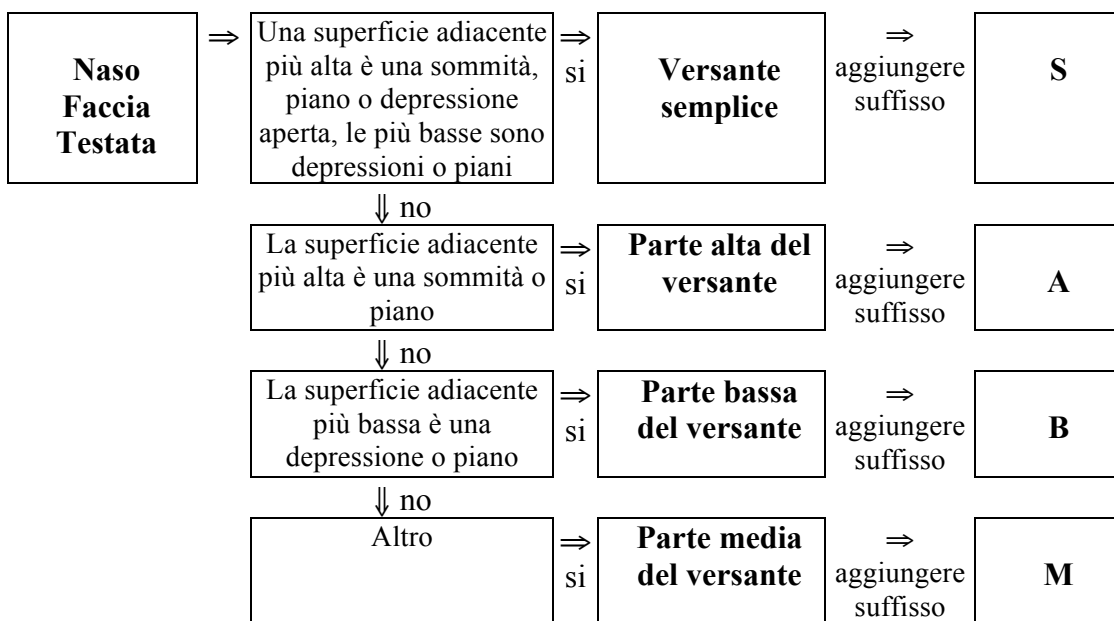 Naso
Faccia
Testata
⇒
Una superficie adiacente
più alta è una sommità,
piano o depressione
aperta, le più basse sono
depressioni o piani
⇒
si
Versante
semplice
⇒
aggiungere
suffisso
S
⇓ no
La superficie adiacente
più alta è una sommità o
piano
⇒
si
Parte alta del
versante
⇒
aggiungere
suffisso
A
⇓ no
La superficie adiacente
più bassa è una
depressione o piano
⇒
si
Parte bassa
del versante
⇒
aggiungere
suffisso
B
⇓ no
Altro
⇒
si
Parte media
del versante
⇒
aggiungere
suffisso
M